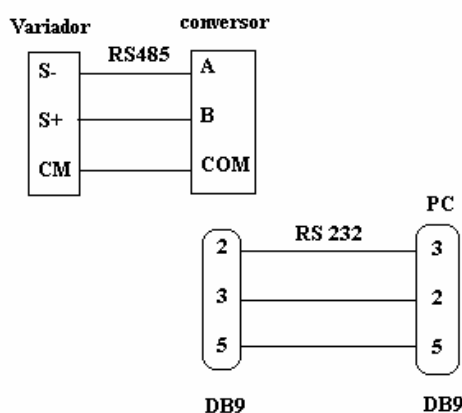 Variador
conversor
RS485
S-
A
S+
B
CM
COM
PC
RS 232
2
3
3
2
5
5
DB9
DB9